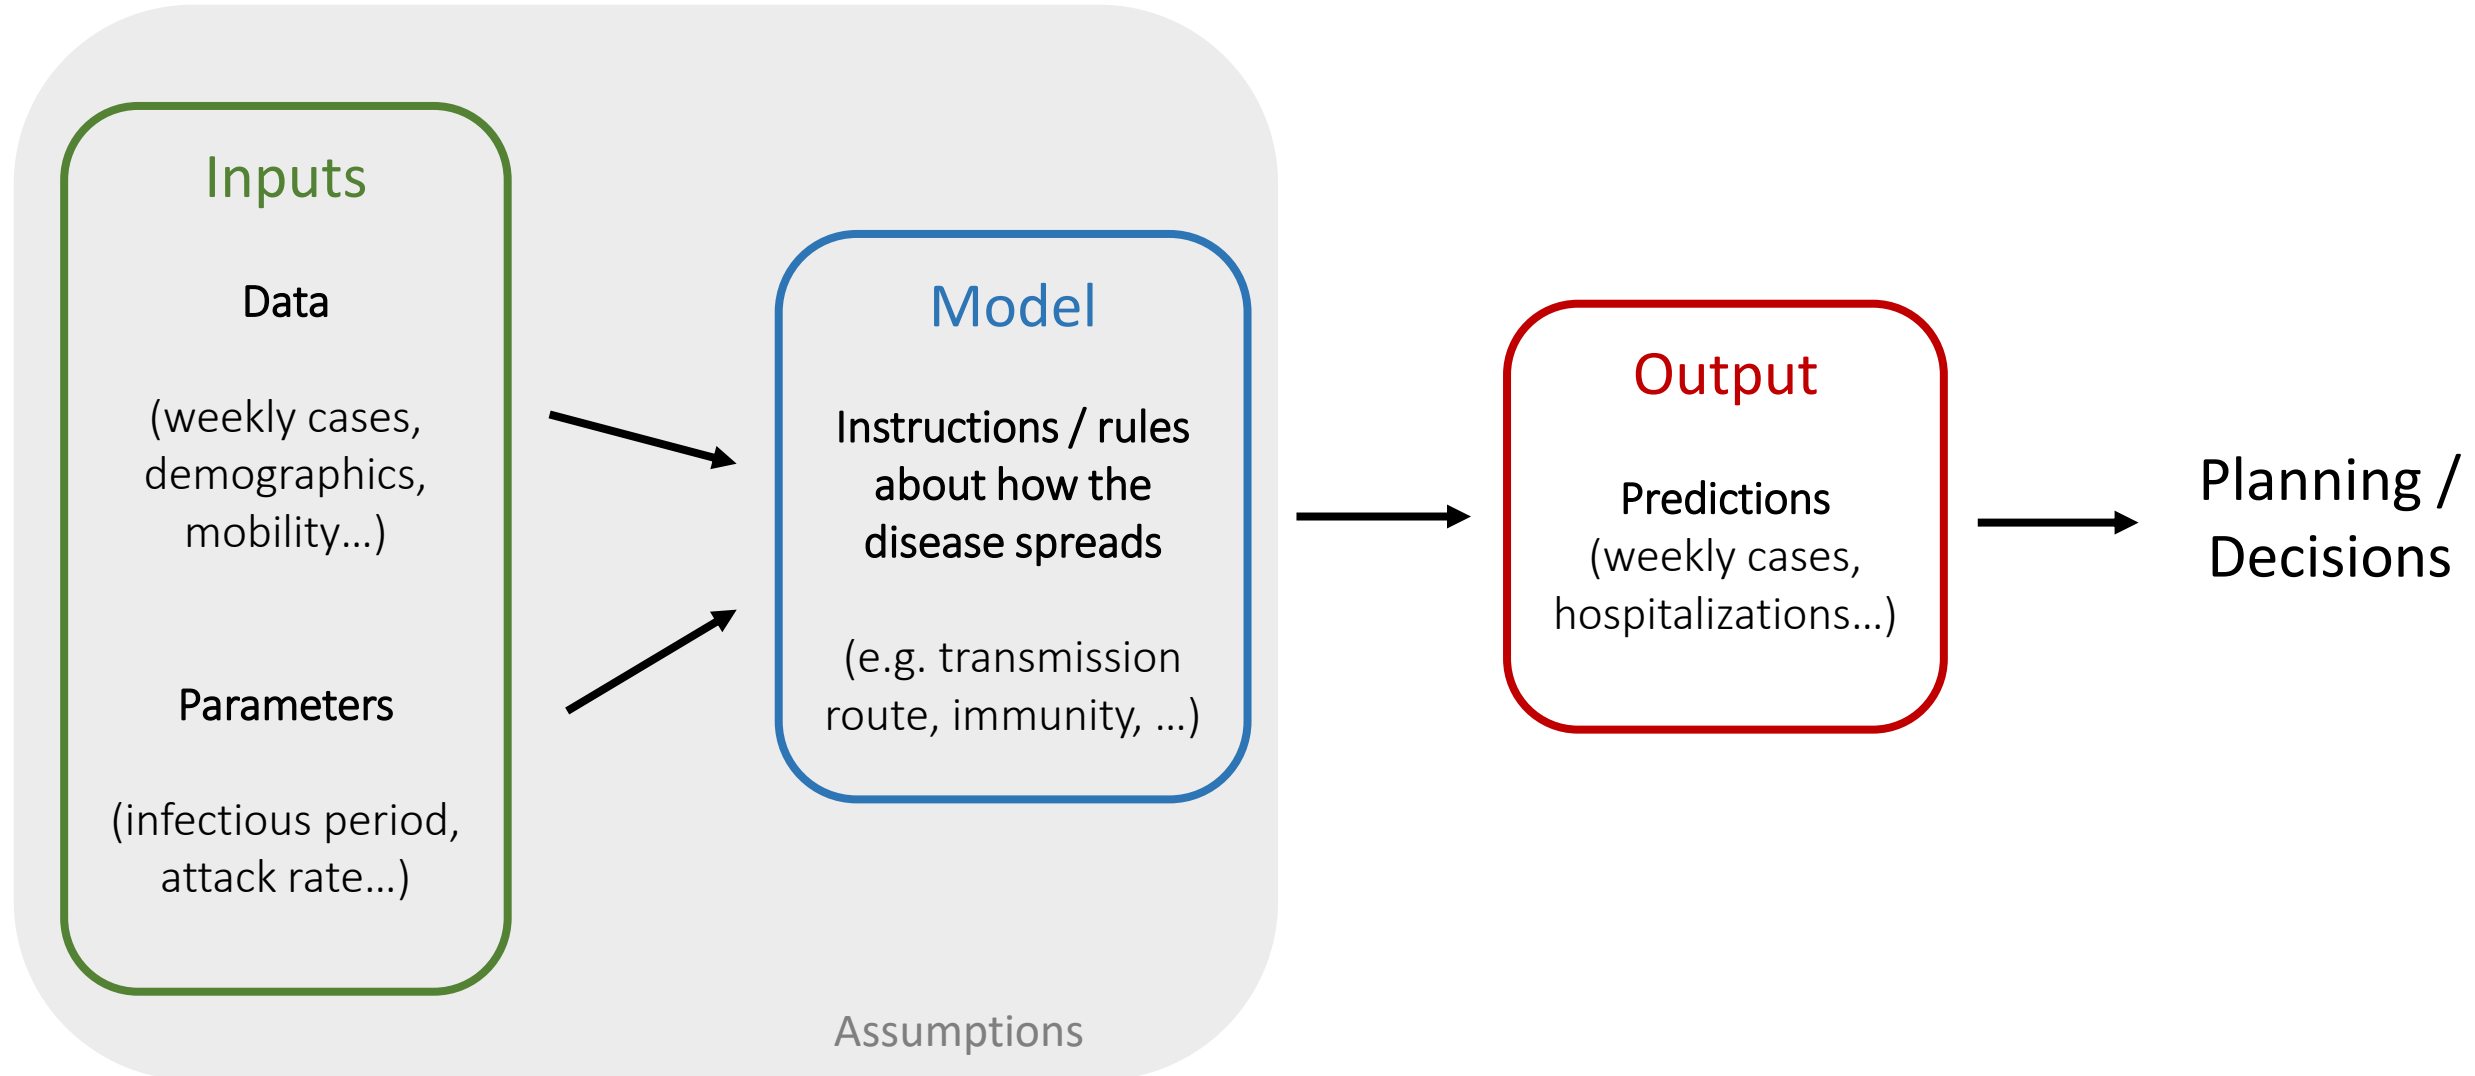 Inputs
Data
(weekly cases,
demographics,
mobility...)
Parameters
(infectious period,
attack rate...)
Model
Instructions / rules
about how the
disease spreads
(e.g. transmission
route, immunity, ...)
Assumptions
Output
Predictions
(weekly cases,
hospitalizations...)
Planning /
Decisions